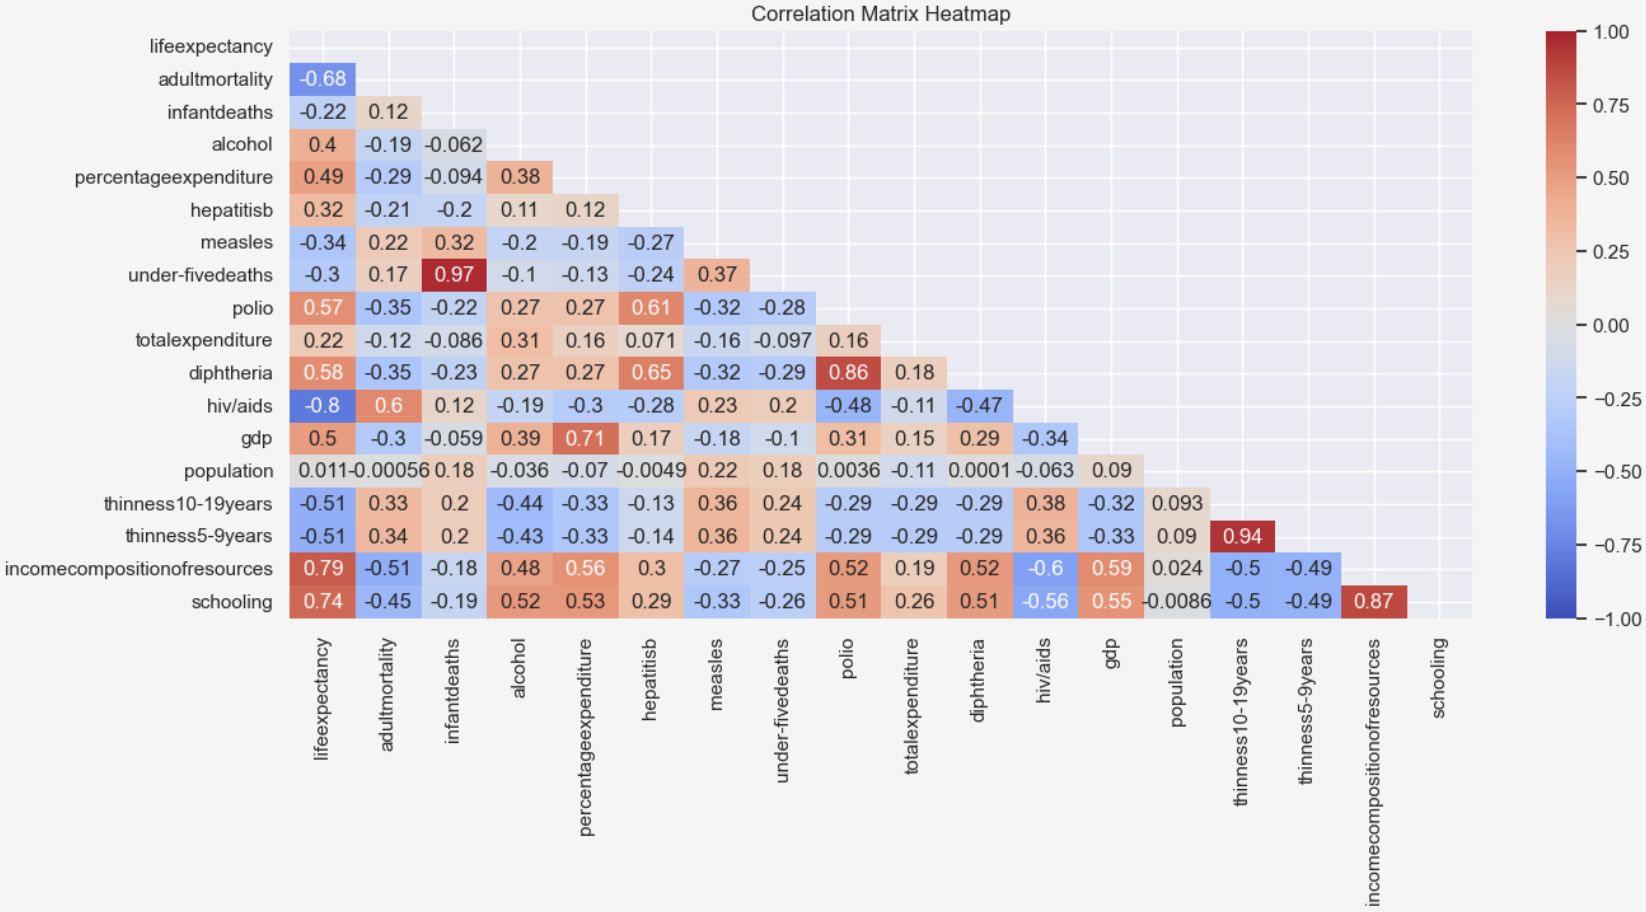 Correlation Matrix Heatmap
lifeexpectancy
adultmortality -0.68
infantdeaths -0.22 0.12
alcohol 0.4 -0.19 -0.062
percentageexpenditure 0.49 -0.29 -0.094 0.38
hepatitisb 0.32 -0.21 -0.2 0.11 0.12
measles -0.34 0.22 0.32 -0.2 -0.19 -0.27
under-fivedeaths -0.3 0.17 0.97 -0.1 -0.13 -0.24 0.37
polio 0.57 -0.35 -0.22 0.27 0.27 0.61 -0.32 -0.28
totalexpenditure 0.22 -0.12 -0.086 0.31 0.16 0.071 -0.16 -0.097 0.16
diphtheria 0.58 -0.35 -0.23 0.27 0.27 0.65 -0.32 -0.29 0.86 0.18
hiv/aids -0.8 0.6 0.12 -0.19 -0.3 -0.28 0.23 0.2 -0.48 -0.11 -0.47
gdp 0.5 -0.3 -0.059 0.39 0.71 0.17 -0.18 -0.1 0.31 0.15 0.29 -0.34
population 0.011 -0.00056 0.18 -0.036 -0.07 -0.0049 0.22 0.18 0.0036 -0.11 0.0001 -0.063 0.09
thinness10-19years -0.51 0.33 0.2 -0.44 -0.33 -0.13 0.36 0.24 -0.29 -0.29 -0.29 0.38 -0.32 0.093
thinness5-9years -0.51 0.34 0.2 -0.43 -0.33 -0.14 0.36 0.24 -0.29 -0.29 -0.29 0.36 -0.33 0.09 0.94
incomecompositionofresources 0.79 -0.51 -0.18 0.48 0.56 0.3 -0.27 -0.25 0.52 0.19 0.52 -0.6 0.59 0.024 -0.5 -0.49
schooling 0.74 -0.45 -0.19 0.52 0.53 0.29 -0.33 -0.26 0.51 0.26 0.51 -0.56 0.55 -0.0086 -0.5 -0.49 0.87
lifeexpectancy
adultmortality
infantdeaths
alcohol
percentageexpenditure
hepatitisb
measles
under-fivedeaths
polio
totalexpenditure
diphtheria
hiv/aids
gdp
population
thinness10-19years
thinness5-9years
incomecompositionofresources
schooling
1.00
0.75
0.50
0.25
0.00
−0.25
−0.50
−0.75
−1.00